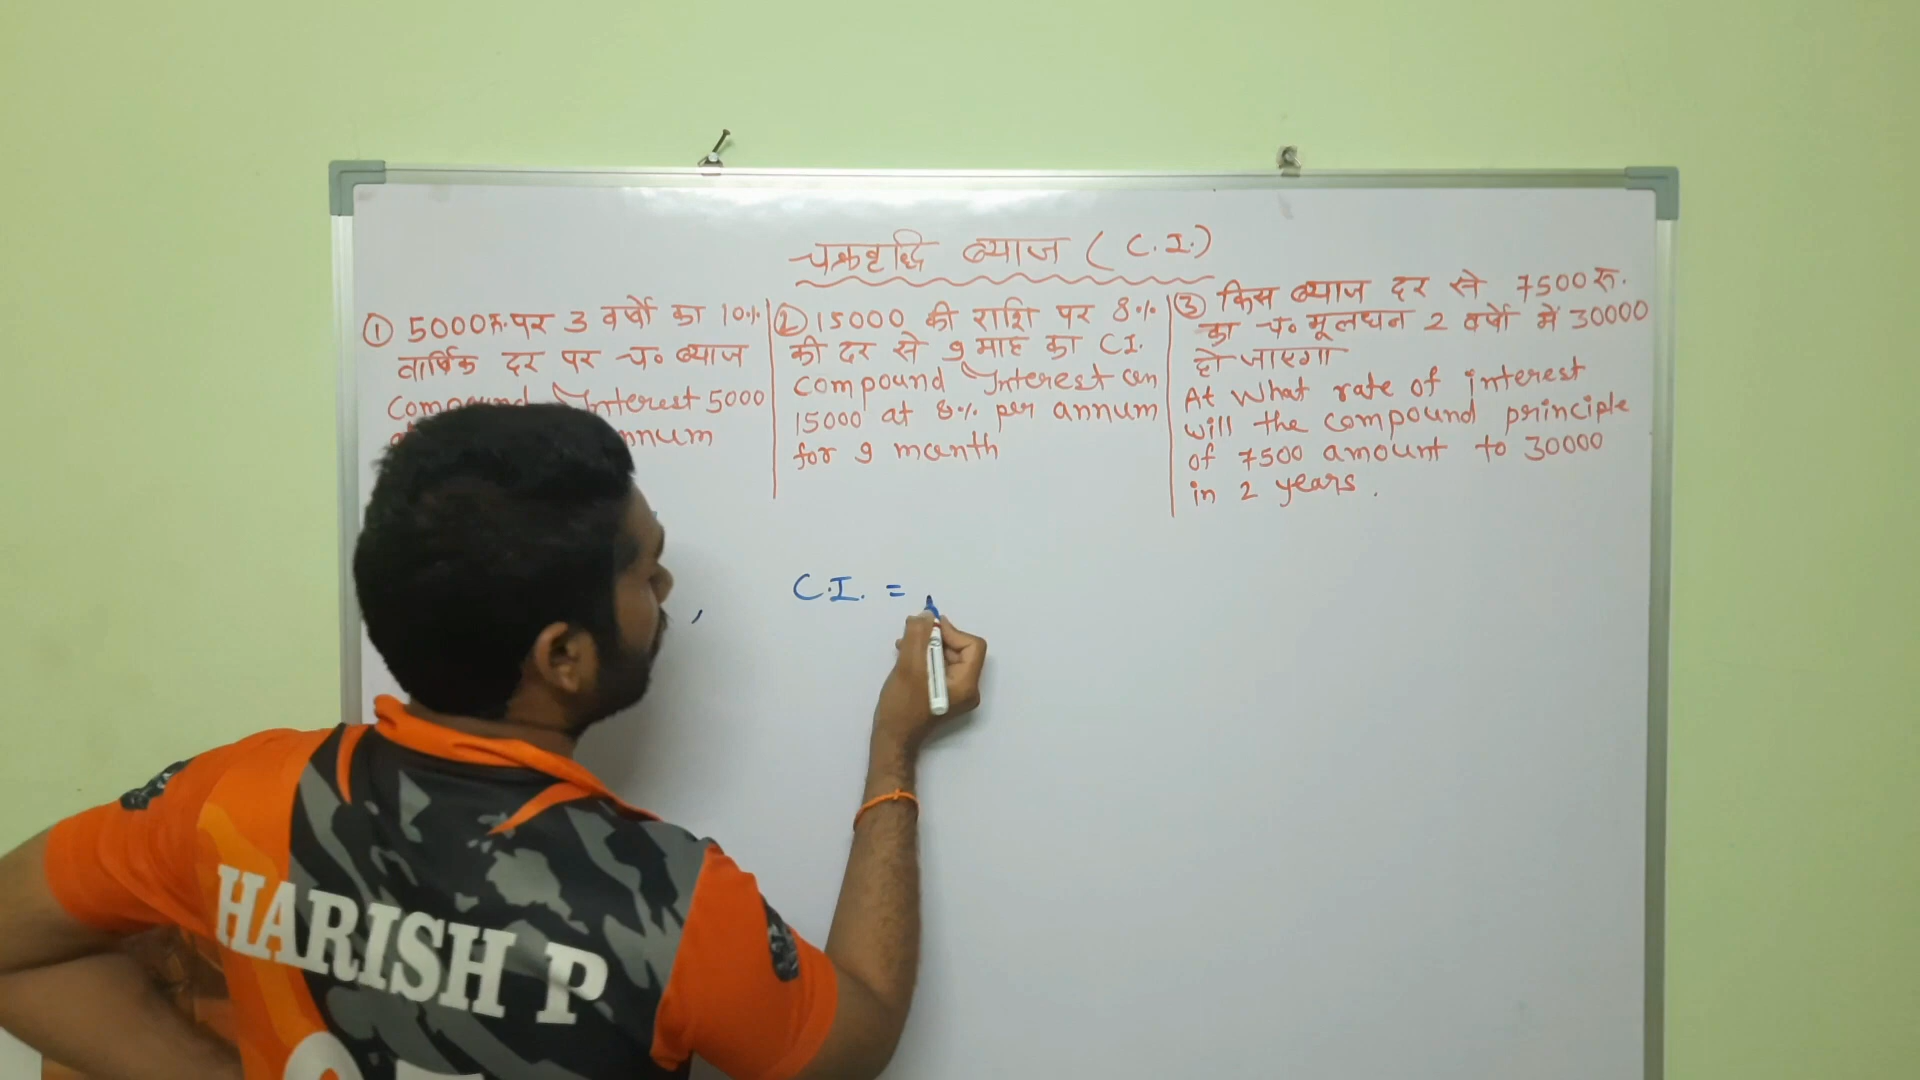 चक्रवृद्धि ब्याज ( C.I.)
① 5000रु. पर 3 वर्षो का 10%
वार्षिक दर पर च० ब्याज
Compound Interest 5000
annum
② 15000 की राशि पर 8%
की दर से 9 माह का C.I.
Compound Interest on
15000 at 8% per annum
for 9 month
③ किस ब्याज दर से 7500 रु.
का च० मूलधन 2 वर्षो में 30000
हो जाएगा
At What rate of interest
will the compound principle
of 7500 amount to 30000
in 2 years.
C.I. =
HARISH P